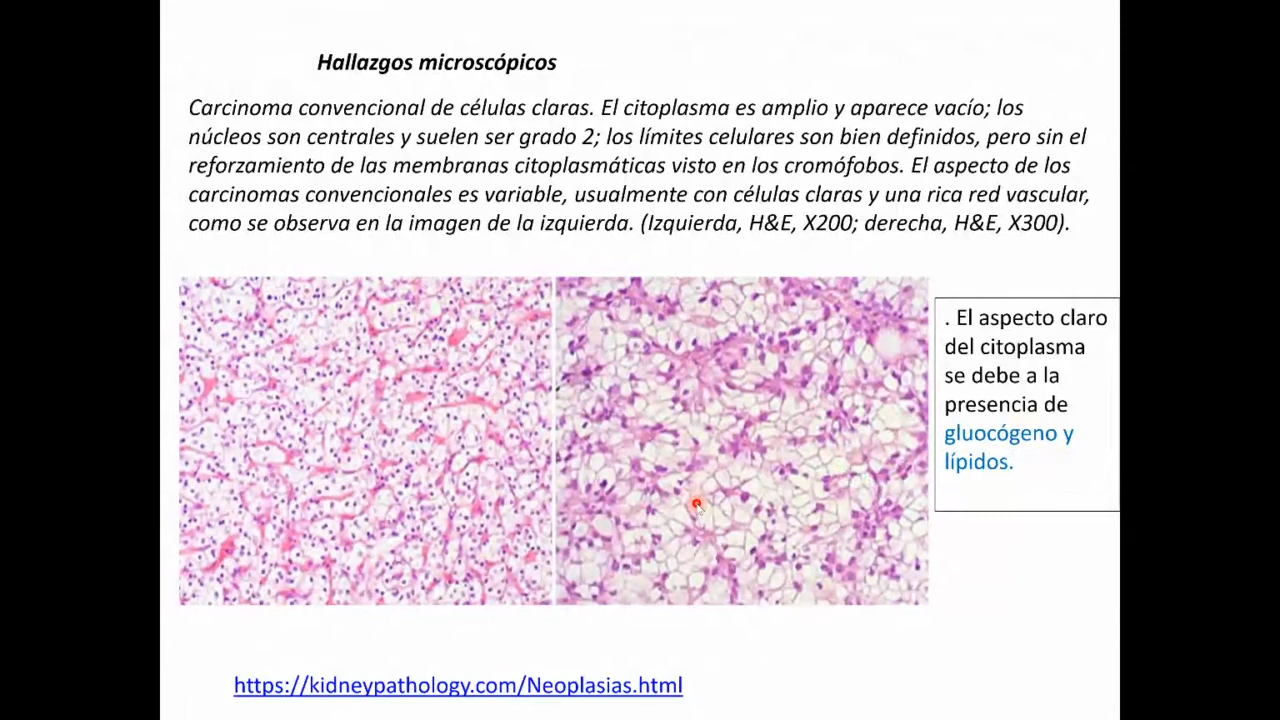 Hallazgos microscópicos
Carcinoma convencional de células claras. El citoplasma es amplio y aparece vacío; los
núcleos son centrales y suelen ser grado 2; los límites celulares son bien definidos, pero sin el
reforzamiento de las membranas citoplasmáticas visto en los cromófobos. El aspecto de los
carcinomas convencionales es variable, usualmente con células claras y una rica red vascular,
como se observa en la imagen de la izquierda. (Izquierda, H&E, X200; derecha, H&E, X300).
. El aspecto claro
del citoplasma
se debe a la
presencia de
gluocógeno y
lípidos.
https://kidneypathology.com/Neoplasias.html